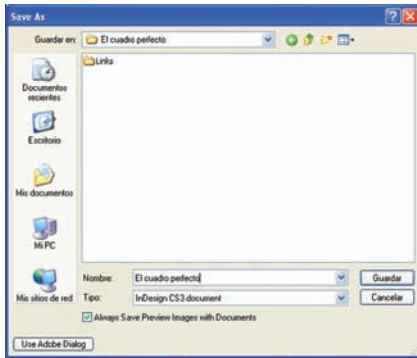 Save As
Guardar en:
El cuadro perfecto
Links
Documentos
recientes
Escritorio
Mis documentos
Mi PC
Mis sitios de red
Nombre:
El cuadro perfecto
Guardar
Tipo:
InDesign CS3 document
Cancelar
Always Save Preview Images with Documents
Use Adobe Dialog